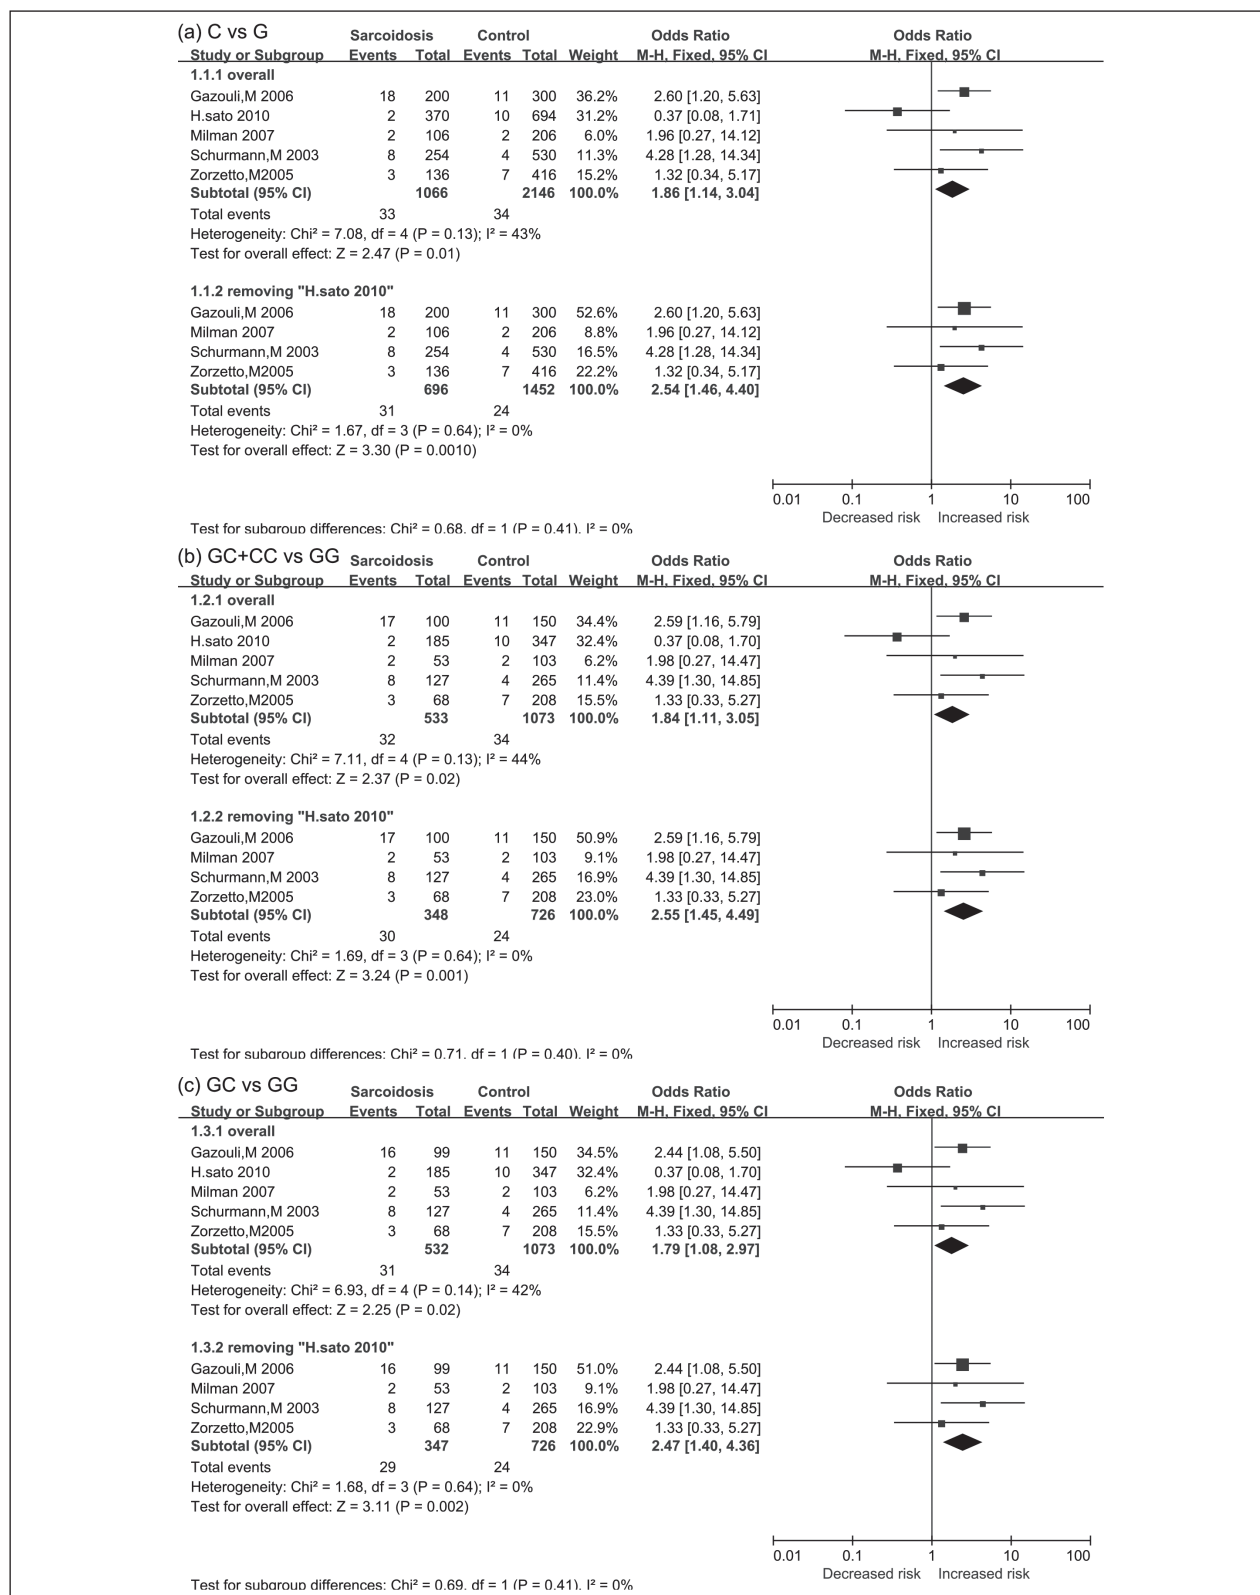 (a) C vs G Sarcoidosis Control Odds Ratio Odds Ratio
Study or Subgroup Events Total Events Total Weight M-H, Fixed, 95% CI M-H, Fixed, 95% CI
1.1.1 overall
Gazouli,M 2006 18 200 11 300 36.2% 2.60 [1.20, 5.63]
H.sato 2010 2 370 10 694 31.2% 0.37 [0.08, 1.71]
Milman 2007 2 106 2 206 6.0% 1.96 [0.27, 14.12]
Schurmann,M 2003 8 254 4 530 11.3% 4.28 [1.28, 14.34]
Zorzetto,M2005 3 136 7 416 15.2% 1.32 [0.34, 5.17]
Subtotal (95% CI) 1066 2146 100.0% 1.86 [1.14, 3.04]
Total events 33 34
Heterogeneity: Chi² = 7.08, df = 4 (P = 0.13); I² = 43%
Test for overall effect: Z = 2.47 (P = 0.01)
1.1.2 removing "H.sato 2010"
Gazouli,M 2006 18 200 11 300 52.6% 2.60 [1.20, 5.63]
Milman 2007 2 106 2 206 8.8% 1.96 [0.27, 14.12]
Schurmann,M 2003 8 254 4 530 16.5% 4.28 [1.28, 14.34]
Zorzetto,M2005 3 136 7 416 22.2% 1.32 [0.34, 5.17]
Subtotal (95% CI) 696 1452 100.0% 2.54 [1.46, 4.40]
Total events 31 24
Heterogeneity: Chi² = 1.67, df = 3 (P = 0.64); I² = 0%
Test for overall effect: Z = 3.30 (P = 0.0010)
0.01 0.1 1 10 100
Decreased risk Increased risk
Test for subgroup differences: Chi² = 0.68, df = 1 (P = 0.41), I² = 0%
(b) GC+CC vs GG Sarcoidosis Control Odds Ratio Odds Ratio
Study or Subgroup Events Total Events Total Weight M-H, Fixed, 95% CI M-H, Fixed, 95% CI
1.2.1 overall
Gazouli,M 2006 17 100 11 150 34.4% 2.59 [1.16, 5.79]
H.sato 2010 2 185 10 347 32.4% 0.37 [0.08, 1.70]
Milman 2007 2 53 2 103 6.2% 1.98 [0.27, 14.47]
Schurmann,M 2003 8 127 4 265 11.4% 4.39 [1.30, 14.85]
Zorzetto,M2005 3 68 7 208 15.5% 1.33 [0.33, 5.27]
Subtotal (95% CI) 533 1073 100.0% 1.84 [1.11, 3.05]
Total events 32 34
Heterogeneity: Chi² = 7.11, df = 4 (P = 0.13); I² = 44%
Test for overall effect: Z = 2.37 (P = 0.02)
1.2.2 removing "H.sato 2010"
Gazouli,M 2006 17 100 11 150 50.9% 2.59 [1.16, 5.79]
Milman 2007 2 53 2 103 9.1% 1.98 [0.27, 14.47]
Schurmann,M 2003 8 127 4 265 16.9% 4.39 [1.30, 14.85]
Zorzetto,M2005 3 68 7 208 23.0% 1.33 [0.33, 5.27]
Subtotal (95% CI) 348 726 100.0% 2.55 [1.45, 4.49]
Total events 30 24
Heterogeneity: Chi² = 1.69, df = 3 (P = 0.64); I² = 0%
Test for overall effect: Z = 3.24 (P = 0.001)
0.01 0.1 1 10 100
Decreased risk Increased risk
Test for subgroup differences: Chi² = 0.71, df = 1 (P = 0.40), I² = 0%
(c) GC vs GG Sarcoidosis Control Odds Ratio Odds Ratio
Study or Subgroup Events Total Events Total Weight M-H, Fixed, 95% CI M-H, Fixed, 95% CI
1.3.1 overall
Gazouli,M 2006 16 99 11 150 34.5% 2.44 [1.08, 5.50]
H.sato 2010 2 185 10 347 32.4% 0.37 [0.08, 1.70]
Milman 2007 2 53 2 103 6.2% 1.98 [0.27, 14.47]
Schurmann,M 2003 8 127 4 265 11.4% 4.39 [1.30, 14.85]
Zorzetto,M2005 3 68 7 208 15.5% 1.33 [0.33, 5.27]
Subtotal (95% CI) 532 1073 100.0% 1.79 [1.08, 2.97]
Total events 31 34
Heterogeneity: Chi² = 6.93, df = 4 (P = 0.14); I² = 42%
Test for overall effect: Z = 2.25 (P = 0.02)
1.3.2 removing "H.sato 2010"
Gazouli,M 2006 16 99 11 150 51.0% 2.44 [1.08, 5.50]
Milman 2007 2 53 2 103 9.1% 1.98 [0.27, 14.47]
Schurmann,M 2003 8 127 4 265 16.9% 4.39 [1.30, 14.85]
Zorzetto,M2005 3 68 7 208 22.9% 1.33 [0.33, 5.27]
Subtotal (95% CI) 347 726 100.0% 2.47 [1.40, 4.36]
Total events 29 24
Heterogeneity: Chi² = 1.68, df = 3 (P = 0.64); I² = 0%
Test for overall effect: Z = 3.11 (P = 0.002)
0.01 0.1 1 10 100
Decreased risk Increased risk
Test for subgroup differences: Chi² = 0.69, df = 1 (P = 0.41), I² = 0%